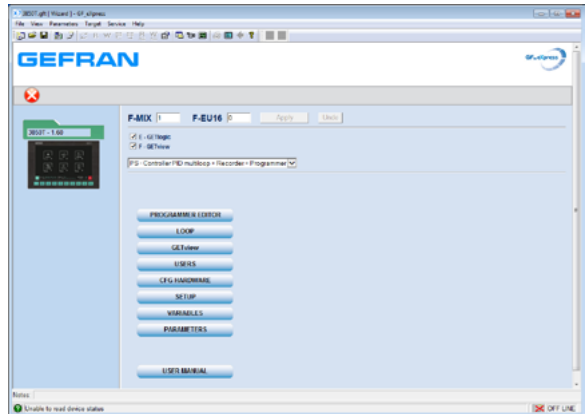 3850T.gft [ Wizard ] - GF_eXpress
File View Parameters Target Service Help
GEFRAN
GF_eXpress
F-MIX 1 F-EU16 0 Apply Undo
3850T - 1.60
E - GETlogic
F - GETview
PS - Controller PID multiloop + Recorder + Programmer
PROGRAMMER EDITOR
LOOP
GETview
USERS
CFG HARDWARE
SETUP
VARIABLES
PARAMETERS
USER MANUAL
Notes:
Unable to read device status OFF LINE